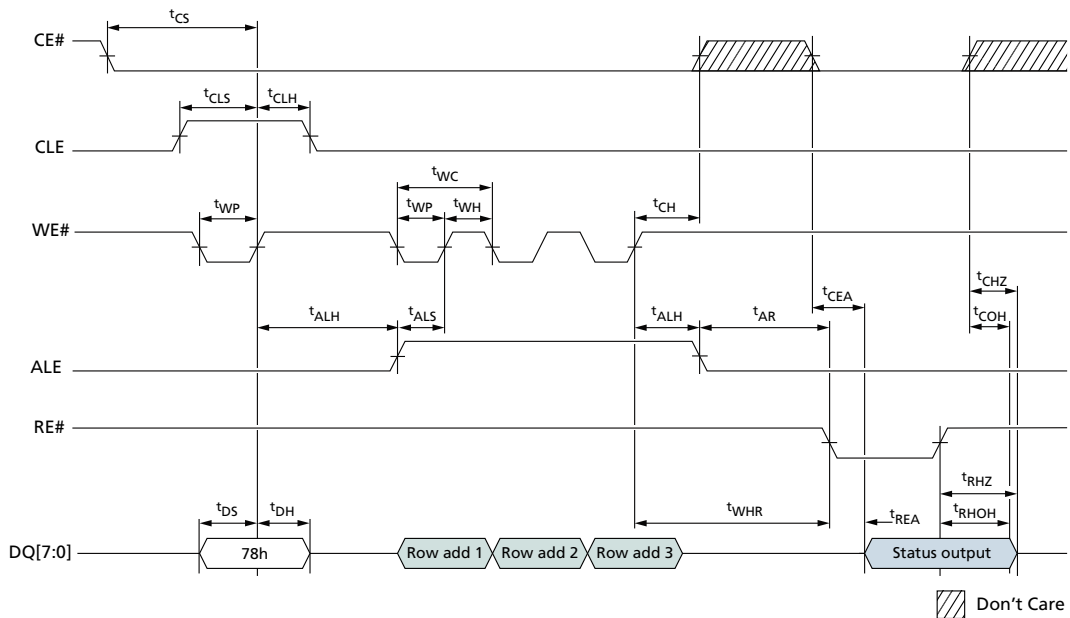 tCS
CE#
tCLS
tCLH
CLE
tWC
tWP
tWP
tWH
tCH
WE#
tCEA
tCHZ
tALH
tALS
tALH
tAR
tCOH
ALE
RE#
tRHZ
tDS
tDH
tWHR
tREA
tRHOH
DQ[7:0]
78h
Row add 1
Row add 2
Row add 3
Status output
Don't Care